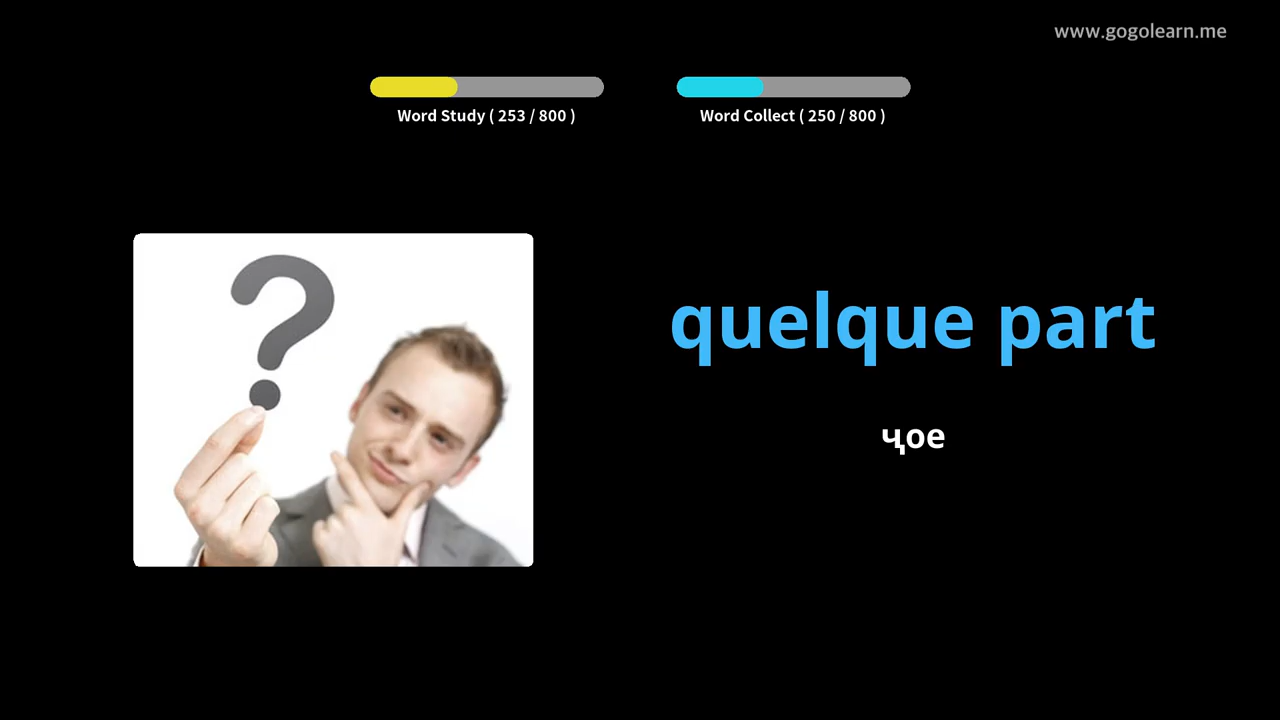 www.gogolearn.me
Word Study ( 253 / 800 )
Word Collect ( 250 / 800 )
quelque part
ҷое